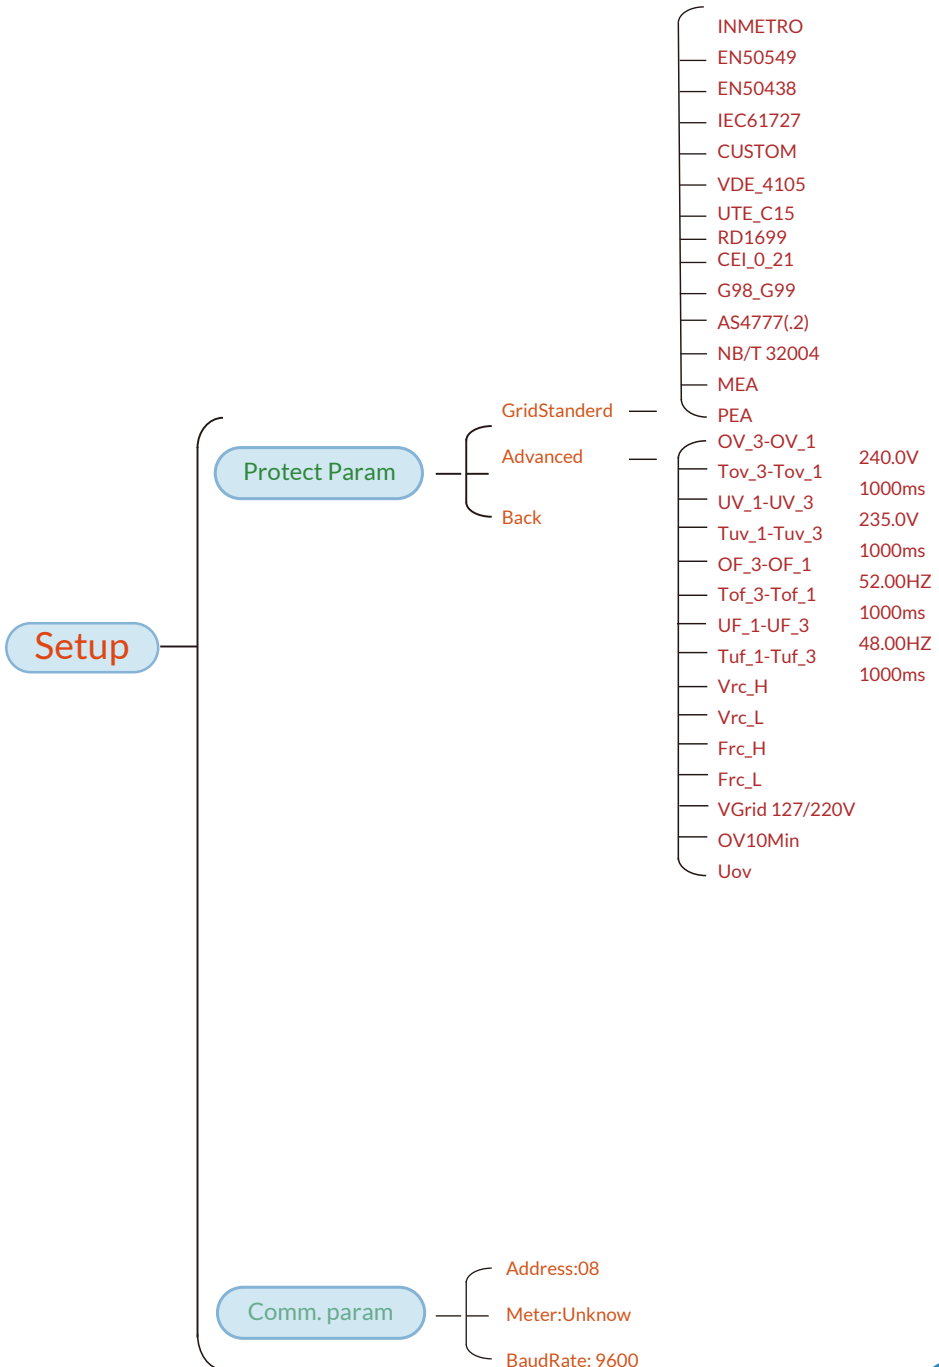 Setup
Protect Param
GridStanderd
INMETRO
EN50549
EN50438
IEC61727
CUSTOM
VDE_4105
UTE_C15
RD1699
CEI_0_21
G98_G99
AS4777(.2)
NB/T 32004
MEA
PEA
Advanced
OV_3-OV_1 240.0V
Tov_3-Tov_1 1000ms
UV_1-UV_3 235.0V
Tuv_1-Tuv_3 1000ms
OF_3-OF_1 52.00HZ
Tof_3-Tof_1 1000ms
UF_1-UF_3 48.00HZ
Tuf_1-Tuf_3 1000ms
Vrc_H
Vrc_L
Frc_H
Frc_L
VGrid 127/220V
OV10Min
Uov
Back
Comm. param
Address:08
Meter:Unknow
BaudRate: 9600